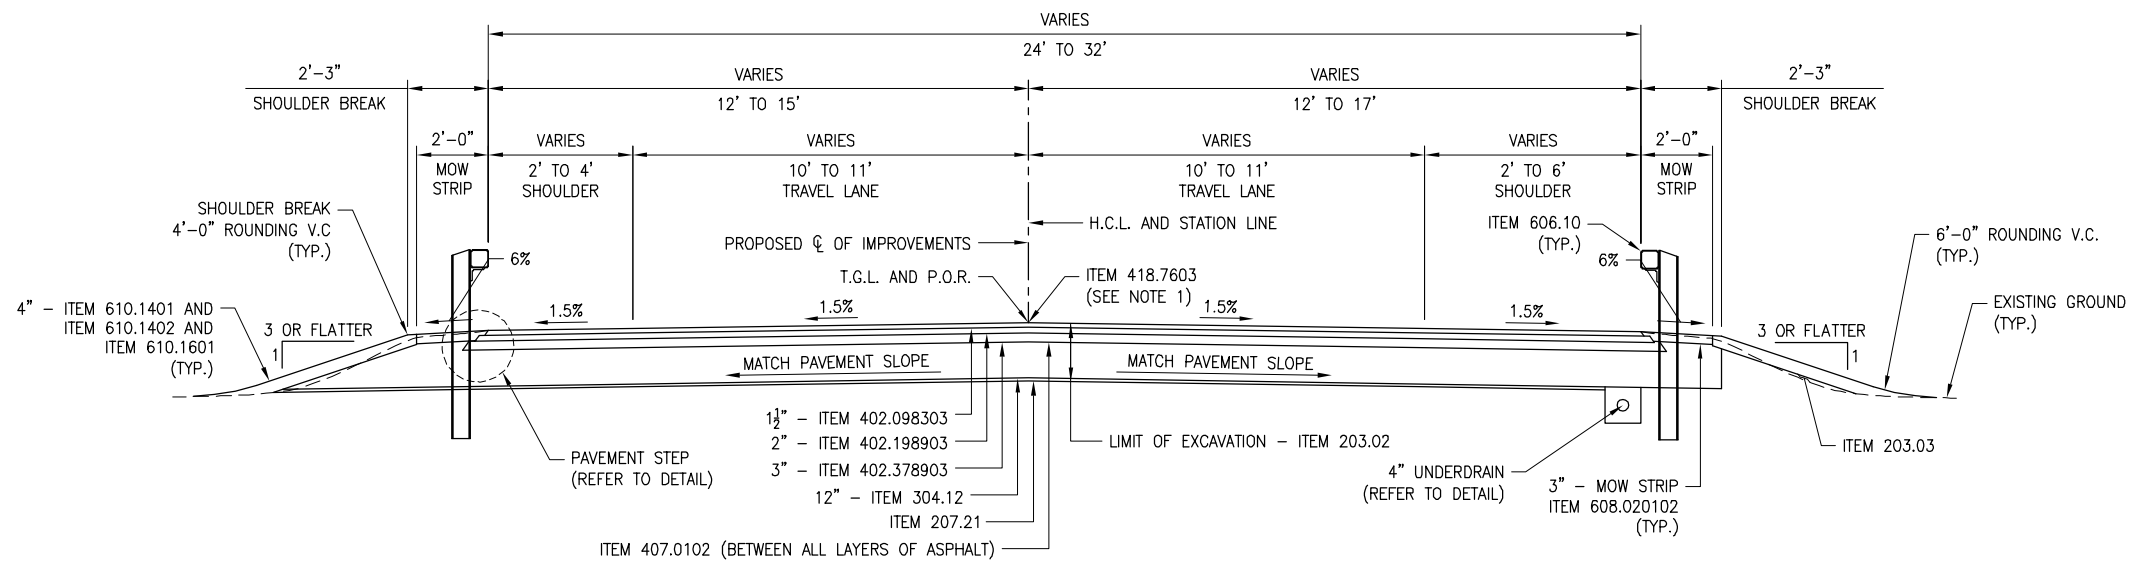 VARIES
24' TO 32'
2'-3"
SHOULDER BREAK
VARIES
12' TO 15'
VARIES
12' TO 17'
2'-3"
SHOULDER BREAK
2'-0"
MOW
STRIP
VARIES
2' TO 4'
SHOULDER
VARIES
10' TO 11'
TRAVEL LANE
VARIES
10' TO 11'
TRAVEL LANE
VARIES
2' TO 6'
SHOULDER
2'-0"
MOW
STRIP
SHOULDER BREAK
4'-0" ROUNDING V.C
(TYP.)
H.C.L. AND STATION LINE
PROPOSED ℄ OF IMPROVEMENTS
T.G.L. AND P.O.R.
ITEM 418.7603
(SEE NOTE 1)
ITEM 606.10
(TYP.)
6%
6%
6'-0" ROUNDING V.C.
(TYP.)
EXISTING GROUND
(TYP.)
4" - ITEM 610.1401 AND
ITEM 610.1402 AND
ITEM 610.1601
(TYP.)
3 OR FLATTER
1
1.5%
1.5%
1.5%
1.5%
3 OR FLATTER
1
MATCH PAVEMENT SLOPE
MATCH PAVEMENT SLOPE
1½" - ITEM 402.098303
2" - ITEM 402.198903
3" - ITEM 402.378903
12" - ITEM 304.12
ITEM 207.21
ITEM 407.0102 (BETWEEN ALL LAYERS OF ASPHALT)
PAVEMENT STEP
(REFER TO DETAIL)
LIMIT OF EXCAVATION - ITEM 203.02
4" UNDERDRAIN
(REFER TO DETAIL)
3" - MOW STRIP
ITEM 608.020102
(TYP.)
ITEM 203.03